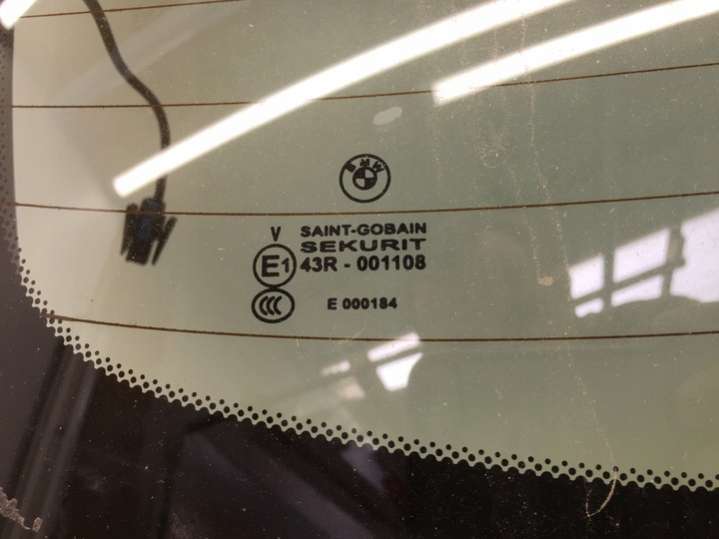 BMW
V SAINT-GOBAIN
SEKURIT
E1 43R - 001108
CCC E 000184